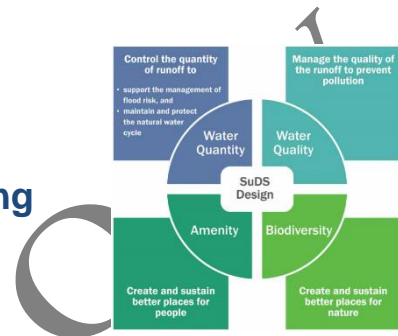 Control the quantity
of runoff to
• support the management of
flood risk, and
• maintain and protect
the natural water
cycle
Manage the quality of
the runoff to prevent
pollution
Water
Quantity
Water
Quality
SuDS
Design
ng
Amenity
Biodiversity
Create and sustain
better places for
people
Create and sustain
better places for
nature